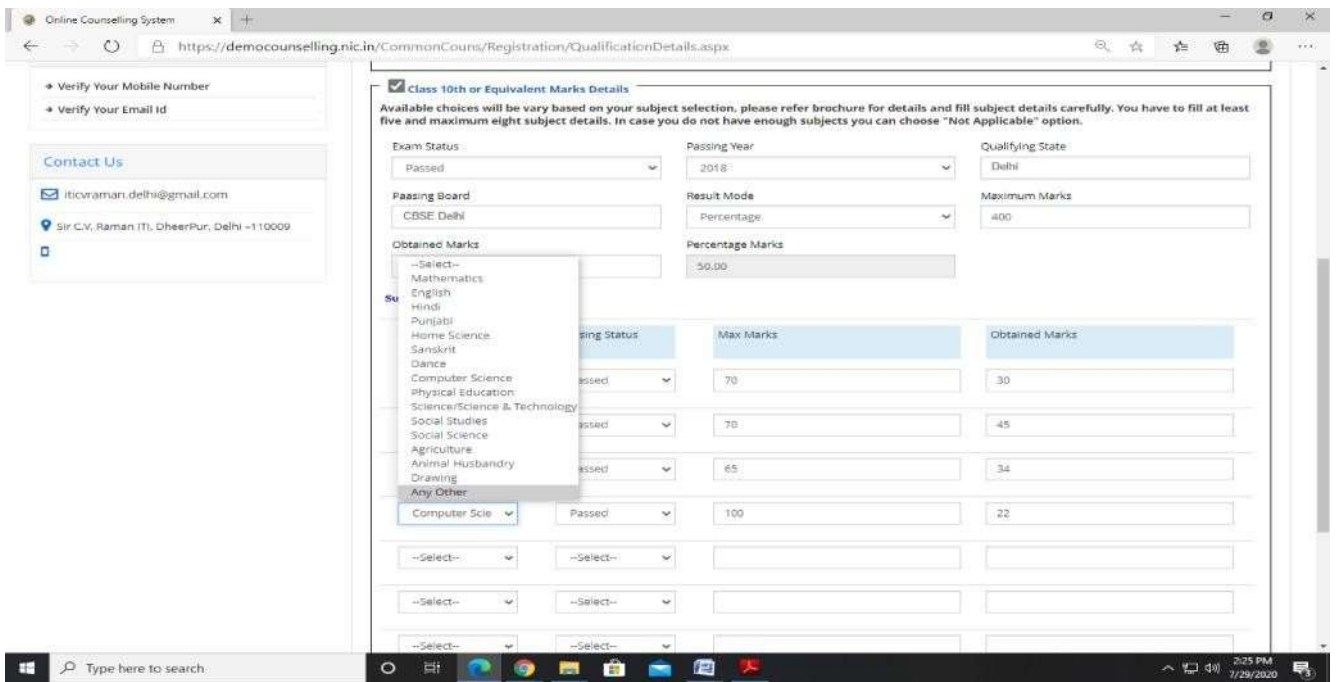 Online Counselling System
https://democounselling.nic.in/CommonCouns/Registration/QualificationDetails.aspx
Verify Your Mobile Number
Verify Your Email Id
Contact Us
iticvraman.delhi@gmail.com
Sir C.V. Raman ITI, DheerPur, Delhi -110009
Class 10th or Equivalent Marks Details
Available choices will be vary based on your subject selection, please refer brochure for details and fill subject details carefully. You have to fill at least
five and maximum eight subject details. In case you do not have enough subjects you can choose "Not Applicable" option.
Exam Status Passing Year Qualifying State
Passed 2018 Delhi
Paasing Board Result Mode Maximum Marks
CBSE Delhi Percentage 400
Obtained Marks Percentage Marks
50.00
--Select--
Mathematics
English
Hindi
Punjabi
Home Science
Sanskrit
Dance
Computer Science
Physical Education
Science/Science & Technology
Social Studies
Social Science
Agriculture
Animal Husbandry
Drawing
Any Other
Su
sing Status Max Marks Obtained Marks
assed 70 30
assed 70 45
assed 65 34
Computer Scie Passed 100 22
--Select-- --Select--
--Select-- --Select--
--Select-- --Select--
Type here to search
2:25 PM
7/29/2020